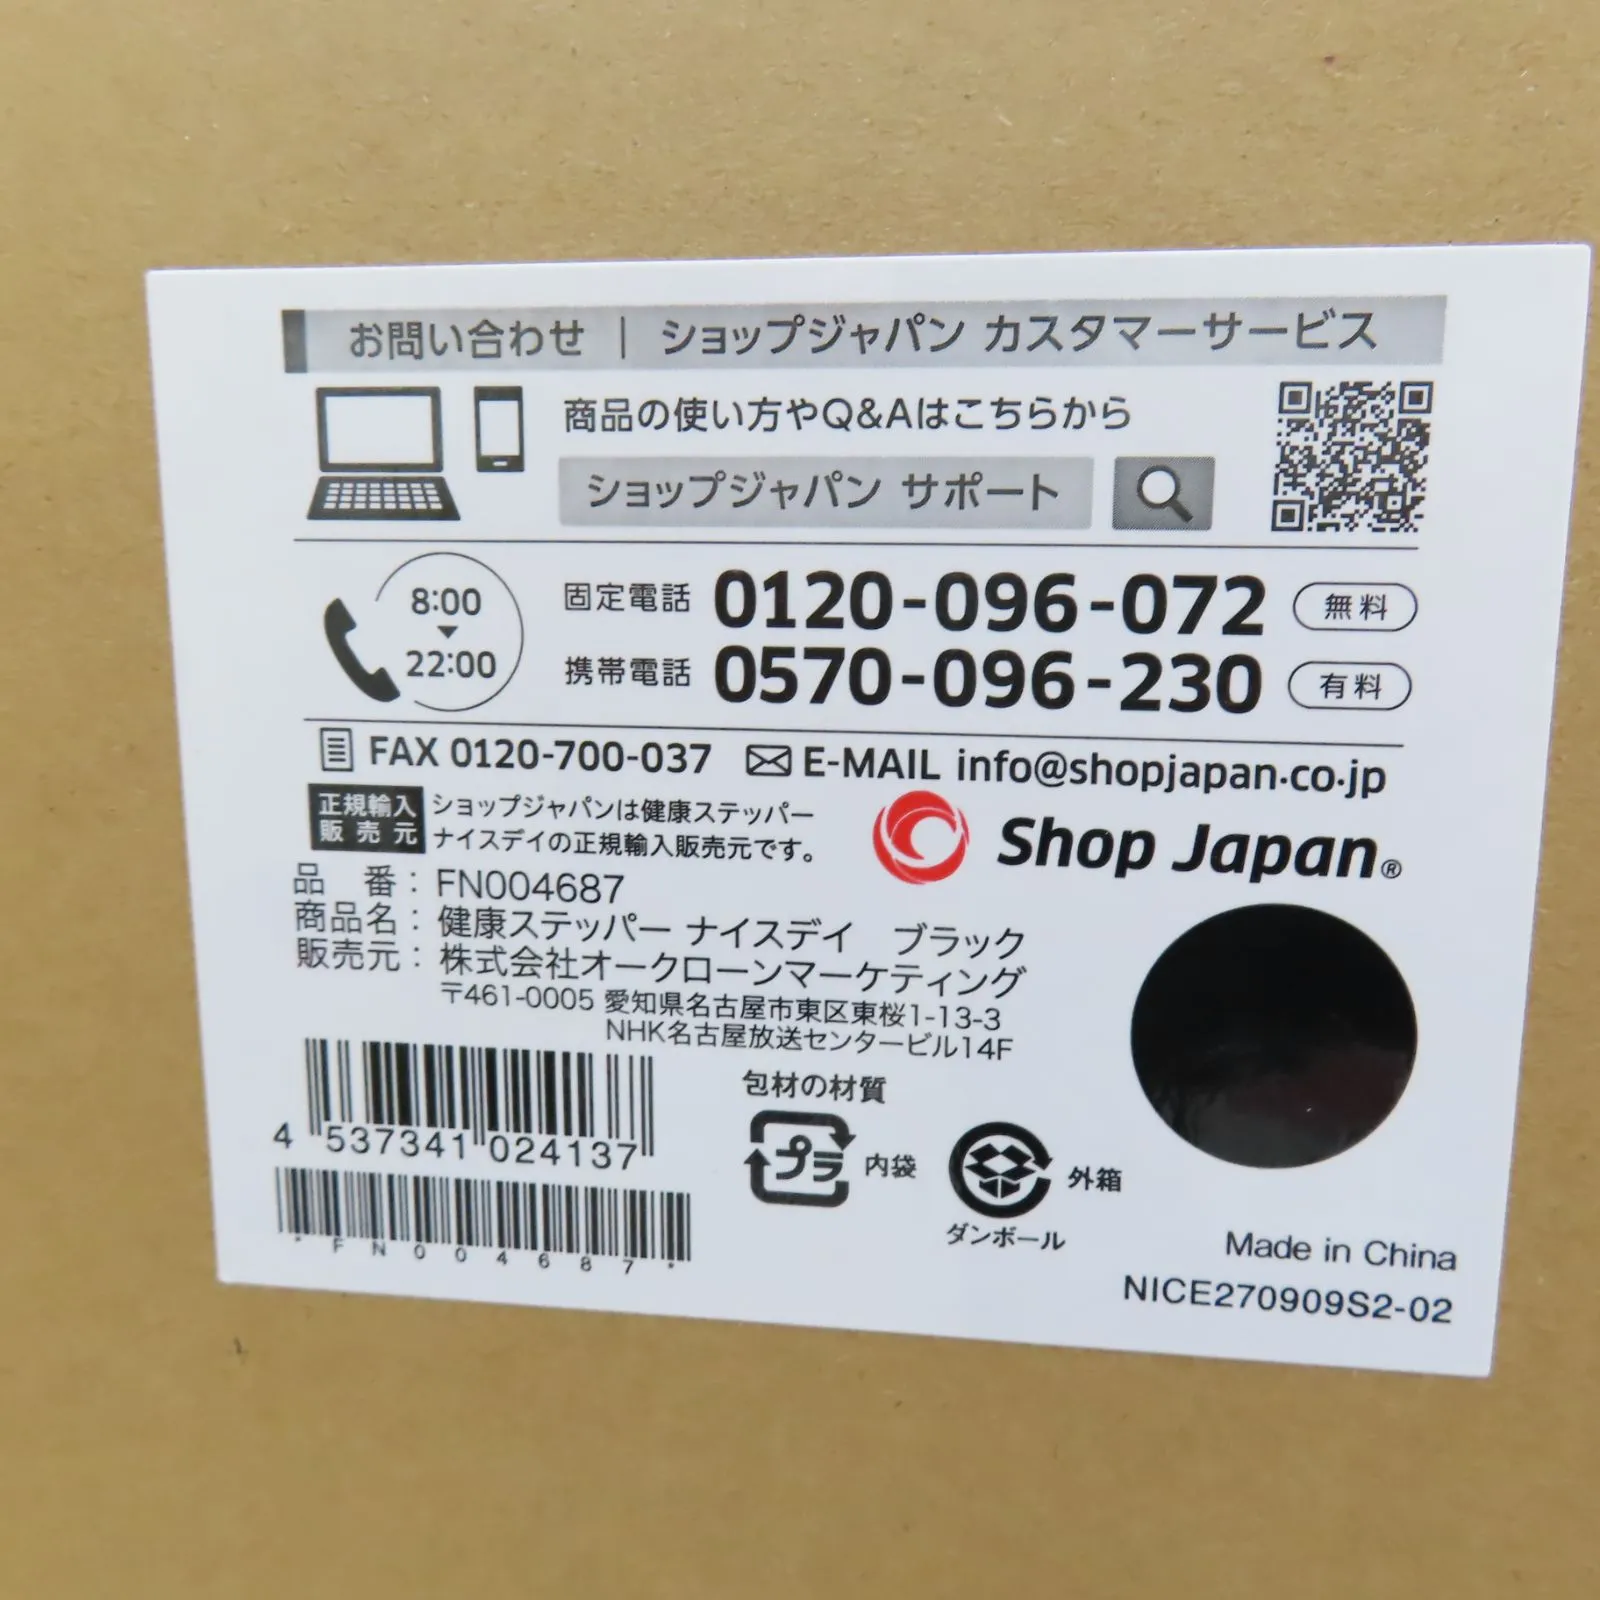 お問い合わせ | ショップジャパン カスタマーサービス
商品の使い方やQ&Aはこちらから
ショップジャパン サポート
8:00
22:00
固定電話 0120-096-072 無料
携帯電話 0570-096-230 有料
FAX 0120-700-037 E-MAIL info@shopjapan.co.jp
正規輸入
販売元
ショップジャパンは健康ステッパー
ナイスデイの正規輸入販売元です。
Shop Japan®
品 番：FN004687
商品名：健康ステッパー ナイスデイ ブラック
販売元：株式会社オークローンマーケティング
〒461-0005 愛知県名古屋市東区東桜1-13-3
NHK名古屋放送センタービル14F
4 537341 024137
*FN004687*
包材の材質
プラ 内袋
外箱
ダンボール
Made in China
NICE270909S2-02